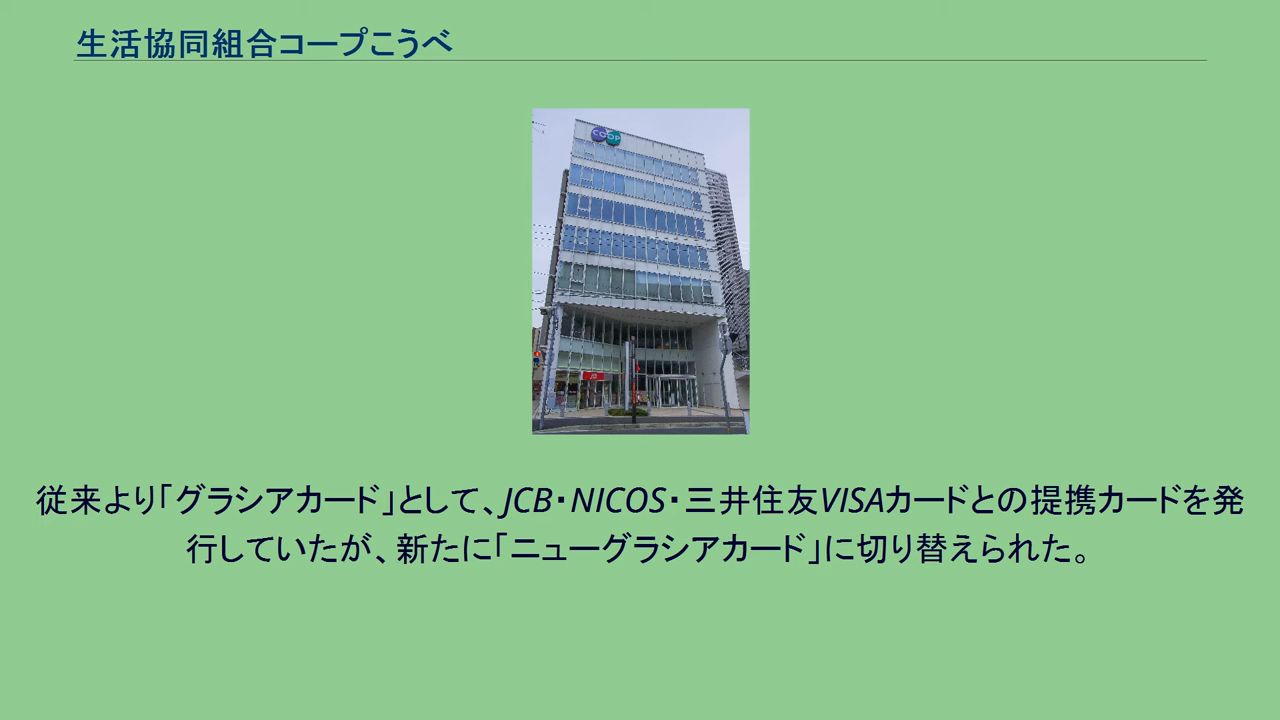 生活協同組合コープこうべ
COOP
従来より｢グラシアカード｣として、JCB・NICOS・三井住友VISAカードとの提携カードを発
行していたが、新たに｢ニューグラシアカード｣に切り替えられた。